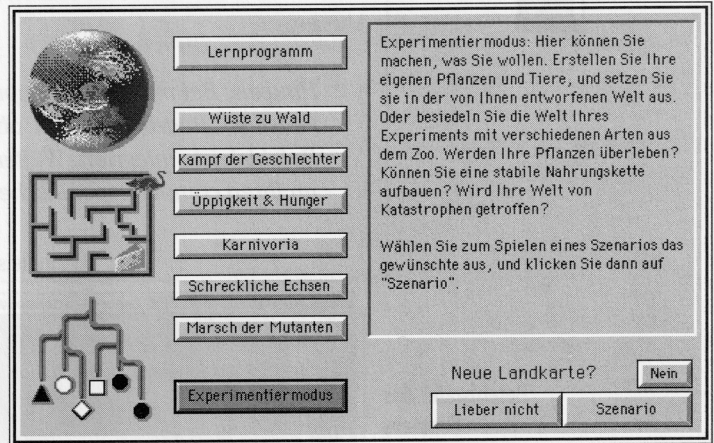 Lernprogramm
Wüste zu Wald
Kampf der Geschlechter
Üppigkeit & Hunger
Karnivoria
Schreckliche Echsen
Marsch der Mutanten
Experimentiermodus
Experimentiermodus: Hier können Sie
machen, was Sie wollen. Erstellen Sie Ihre
eigenen Pflanzen und Tiere, und setzen Sie
sie in der von Ihnen entworfenen Welt aus.
Oder besiedeln Sie die Welt Ihres
Experiments mit verschiedenen Arten aus
dem Zoo. Werden Ihre Pflanzen überleben?
Können Sie eine stabile Nahrungskette
aufbauen? Wird Ihre Welt von
Katastrophen getroffen?
Wählen Sie zum Spielen eines Szenarios das
gewünschte aus, und klicken Sie dann auf
"Szenario".
Neue Landkarte?
Nein
Lieber nicht
Szenario